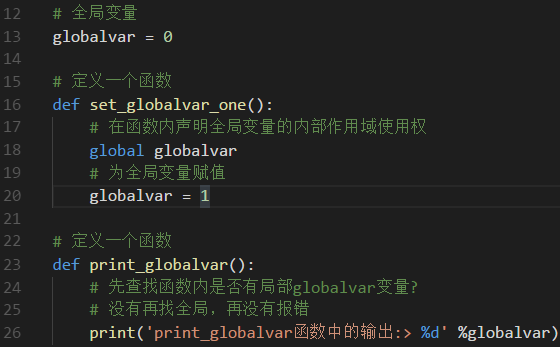 12 # 全局变量
13 globalvar = 0
14
15 # 定义一个函数
16 def set_globalvar_one():
17 # 在函数内声明全局变量的内部作用域使用权
18 global globalvar
19 # 为全局变量赋值
20 globalvar = 1
21
22 # 定义一个函数
23 def print_globalvar():
24 # 先查找函数内是否有局部globalvar变量?
25 # 没有再找全局，再没有报错
26 print('print_globalvar函数中的输出:> %d' %globalvar)